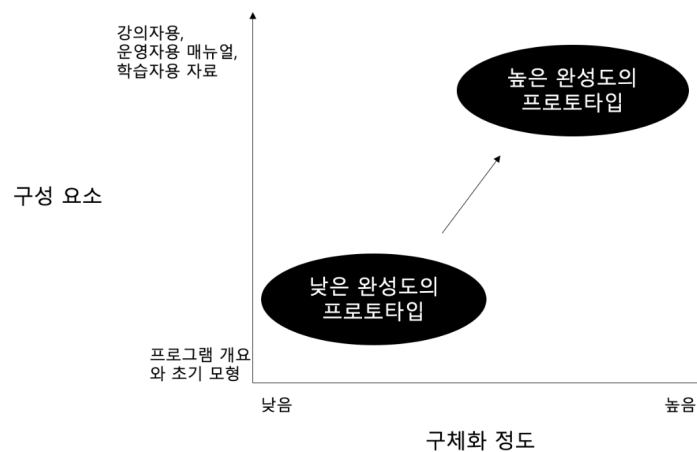 강의자용,
운영자용 매뉴얼,
학습자용 자료
높은 완성도의
프로토타입
구성 요소
낮은 완성도의
프로토타입
프로그램 개요
와 초기 모형
낮음
높음
구체화 정도